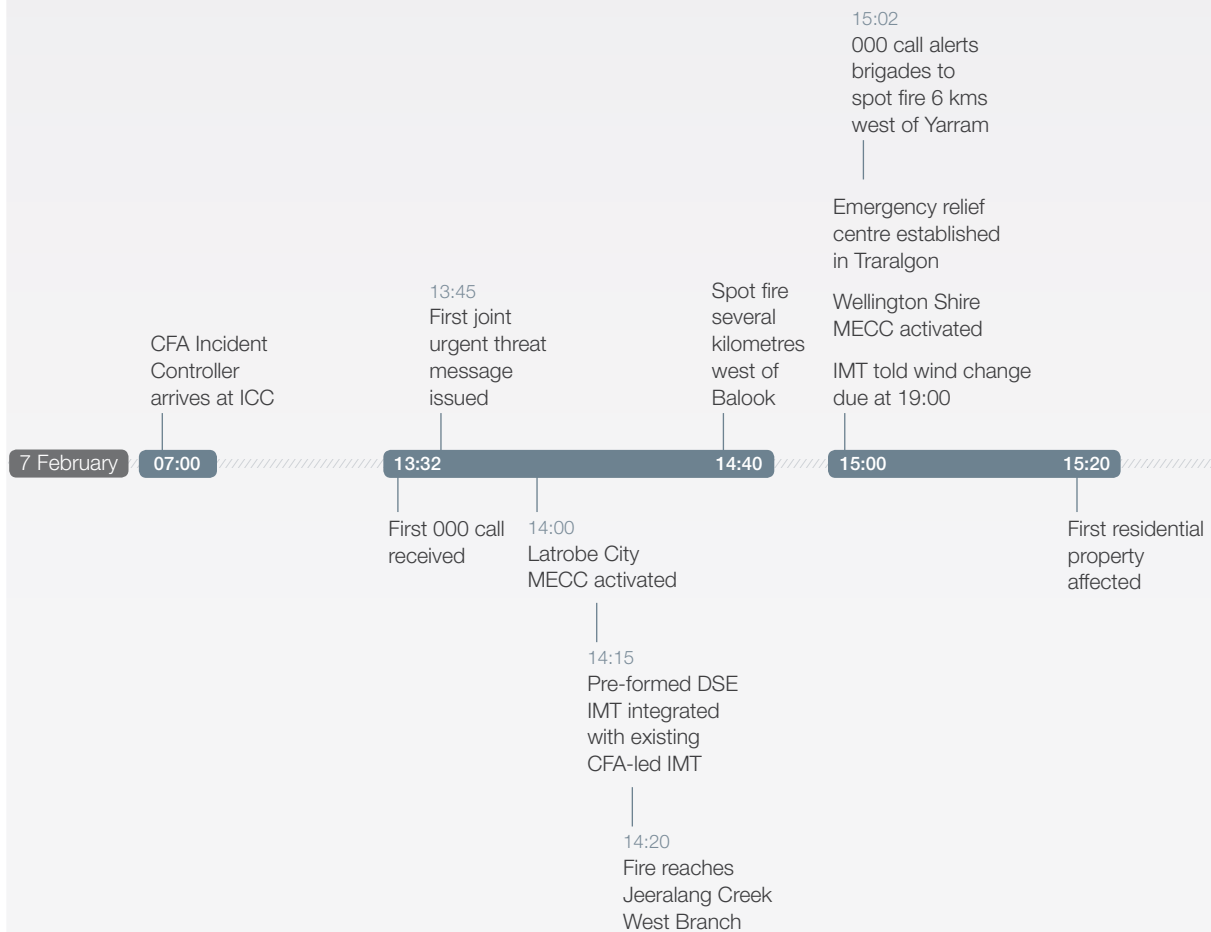 15:02
000 call alerts
brigades to
spot fire 6 kms
west of Yarram
Emergency relief
centre established
in Traralgon
Wellington Shire
MECC activated
IMT told wind change
due at 19:00
Spot fire
several
kilometres
west of
Balook
13:45
First joint
urgent threat
message
issued
CFA Incident
Controller
arrives at ICC
7 February
07:00
13:32
14:40
15:00
15:20
First 000 call
received
14:00
Latrobe City
MECC activated
14:15
Pre-formed DSE
IMT integrated
with existing
CFA-led IMT
14:20
Fire reaches
Jeeralang Creek
West Branch
First residential
property
affected